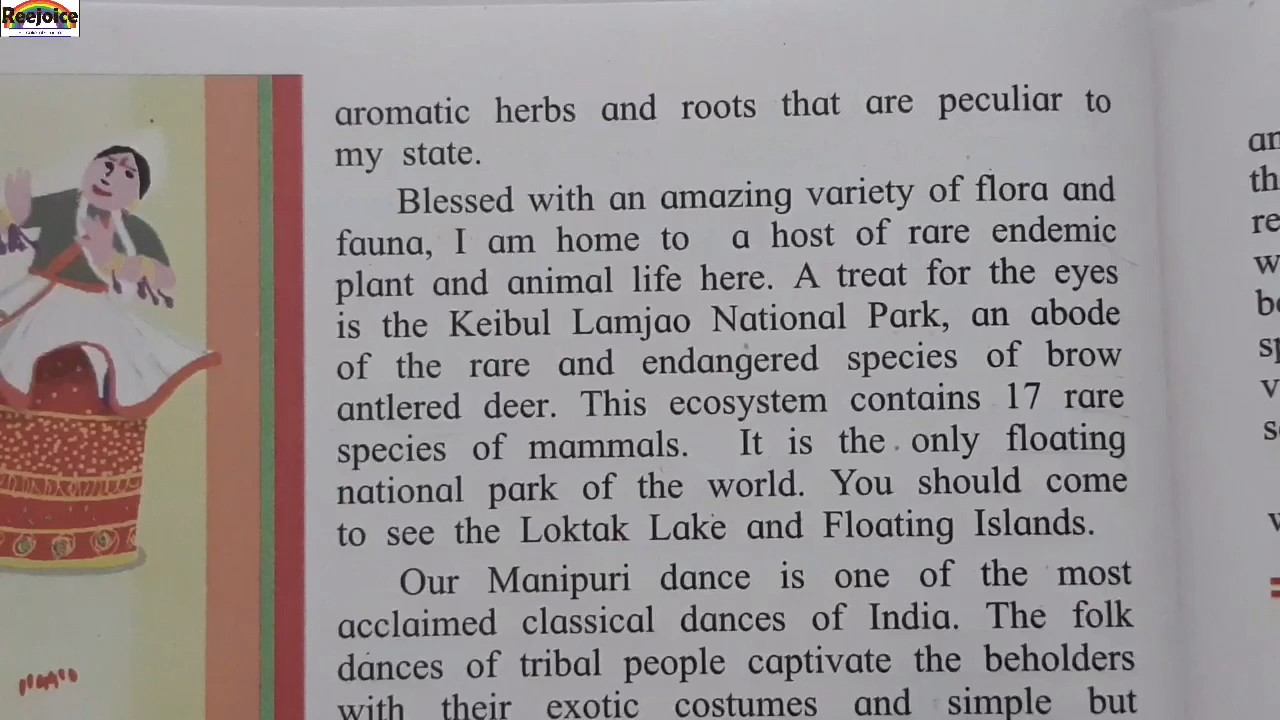 Reejoice
aromatic herbs and roots that are peculiar to
my state.
Blessed with an amazing variety of flora and
fauna, I am home to a host of rare endemic
plant and animal life here. A treat for the eyes
is the Keibul Lamjao National Park, an abode
of the rare and endangered species of brow
antlered deer. This ecosystem contains 17 rare
species of mammals. It is the only floating
national park of the world. You should come
to see the Loktak Lake and Floating Islands.
Our Manipuri dance is one of the most
acclaimed classical dances of India. The folk
dances of tribal people captivate the beholders
with their exotic costumes and simple but